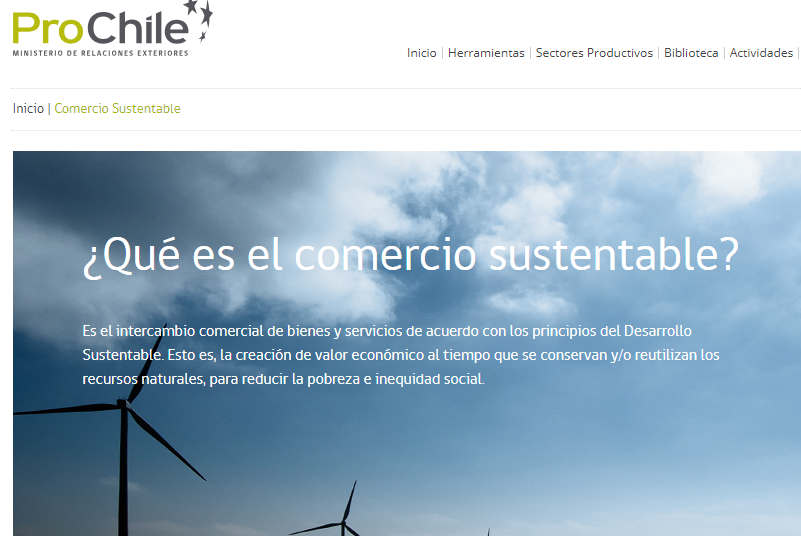 ProChile
MINISTERIO DE RELACIONES EXTERIORES
Inicio | Herramientas | Sectores Productivos | Biblioteca | Actividades |
Inicio | Comercio Sustentable
¿Qué es el comercio sustentable?
Es el intercambio comercial de bienes y servicios de acuerdo con los principios del Desarrollo
Sustentable. Esto es, la creación de valor económico al tiempo que se conservan y/o reutilizan los
recursos naturales, para reducir la pobreza e inequidad social.